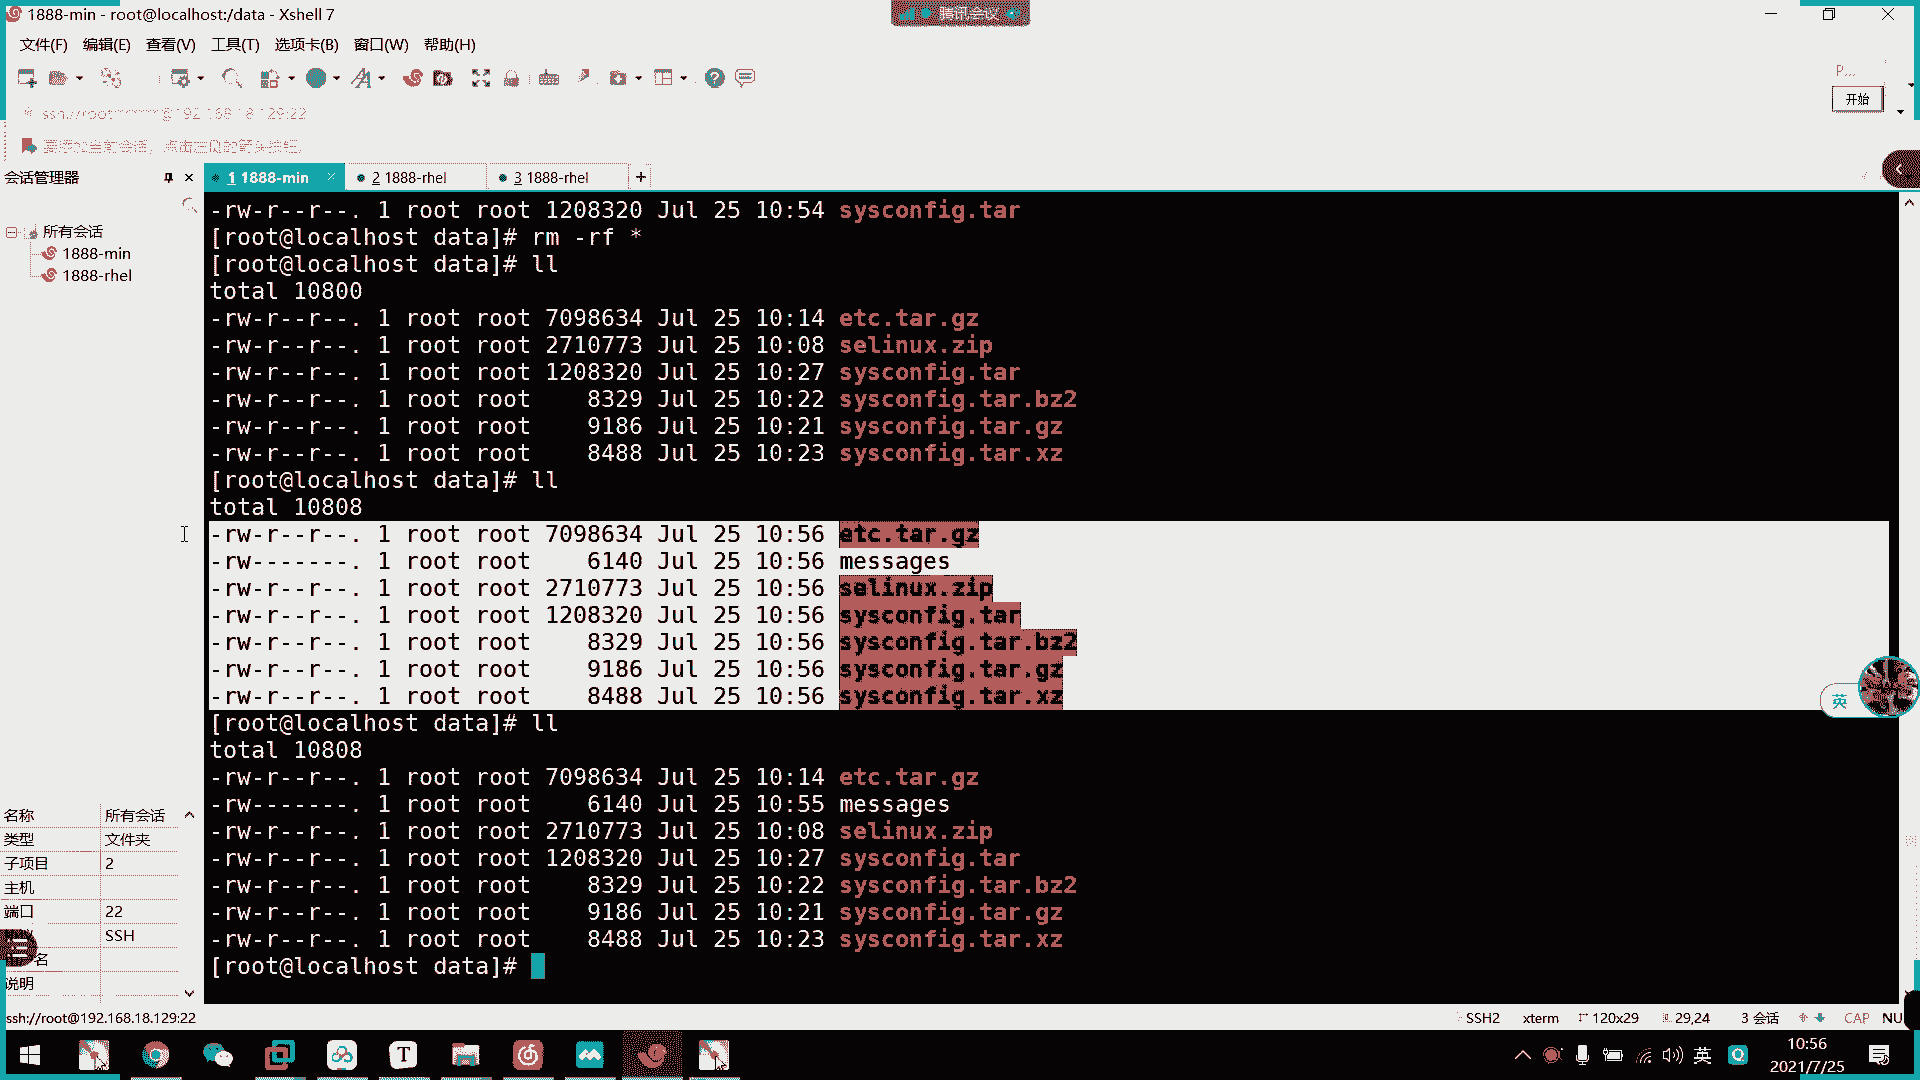 1888-min - root@localhost:/data - Xshell 7
腾讯会议
文件(F) 编辑(E) 查看(V) 工具(T) 选项卡(B) 窗口(W) 帮助(H)
P...
开始
ssh://root@192.168.18.129:22
会话管理器
1 1888-min
2 1888-rhel
3 1888-rhel
所有会话
1888-min
1888-rhel
-rw-r--r--. 1 root root 1208320 Jul 25 10:54 sysconfig.tar
[root@localhost data]# rm -rf *
[root@localhost data]# ll
total 10800
-rw-r--r--. 1 root root 7098634 Jul 25 10:14 etc.tar.gz
-rw-r--r--. 1 root root 2710773 Jul 25 10:08 selinux.zip
-rw-r--r--. 1 root root 1208320 Jul 25 10:27 sysconfig.tar
-rw-r--r--. 1 root root 8329 Jul 25 10:22 sysconfig.tar.bz2
-rw-r--r--. 1 root root 9186 Jul 25 10:21 sysconfig.tar.gz
-rw-r--r--. 1 root root 8488 Jul 25 10:23 sysconfig.tar.xz
[root@localhost data]# ll
total 10808
-rw-r--r--. 1 root root 7098634 Jul 25 10:56 etc.tar.gz
-rw-------. 1 root root 6140 Jul 25 10:56 messages
-rw-r--r--. 1 root root 2710773 Jul 25 10:56 selinux.zip
-rw-r--r--. 1 root root 1208320 Jul 25 10:56 sysconfig.tar
-rw-r--r--. 1 root root 8329 Jul 25 10:56 sysconfig.tar.bz2
-rw-r--r--. 1 root root 9186 Jul 25 10:56 sysconfig.tar.gz
-rw-r--r--. 1 root root 8488 Jul 25 10:56 sysconfig.tar.xz
[root@localhost data]# ll
total 10808
-rw-r--r--. 1 root root 7098634 Jul 25 10:14 etc.tar.gz
-rw-------. 1 root root 6140 Jul 25 10:55 messages
-rw-r--r--. 1 root root 2710773 Jul 25 10:08 selinux.zip
-rw-r--r--. 1 root root 1208320 Jul 25 10:27 sysconfig.tar
-rw-r--r--. 1 root root 8329 Jul 25 10:22 sysconfig.tar.bz2
-rw-r--r--. 1 root root 9186 Jul 25 10:21 sysconfig.tar.gz
-rw-r--r--. 1 root root 8488 Jul 25 10:23 sysconfig.tar.xz
[root@localhost data]#
英
名称 所有会话
类型 文件夹
子项目 2
主机
端口 22
SSH
名
说明
ssh://root@192.168.18.129:22
SSH2 xterm 120x29 29,24 3 会话 CAP NU
英
10:56
2021/7/25